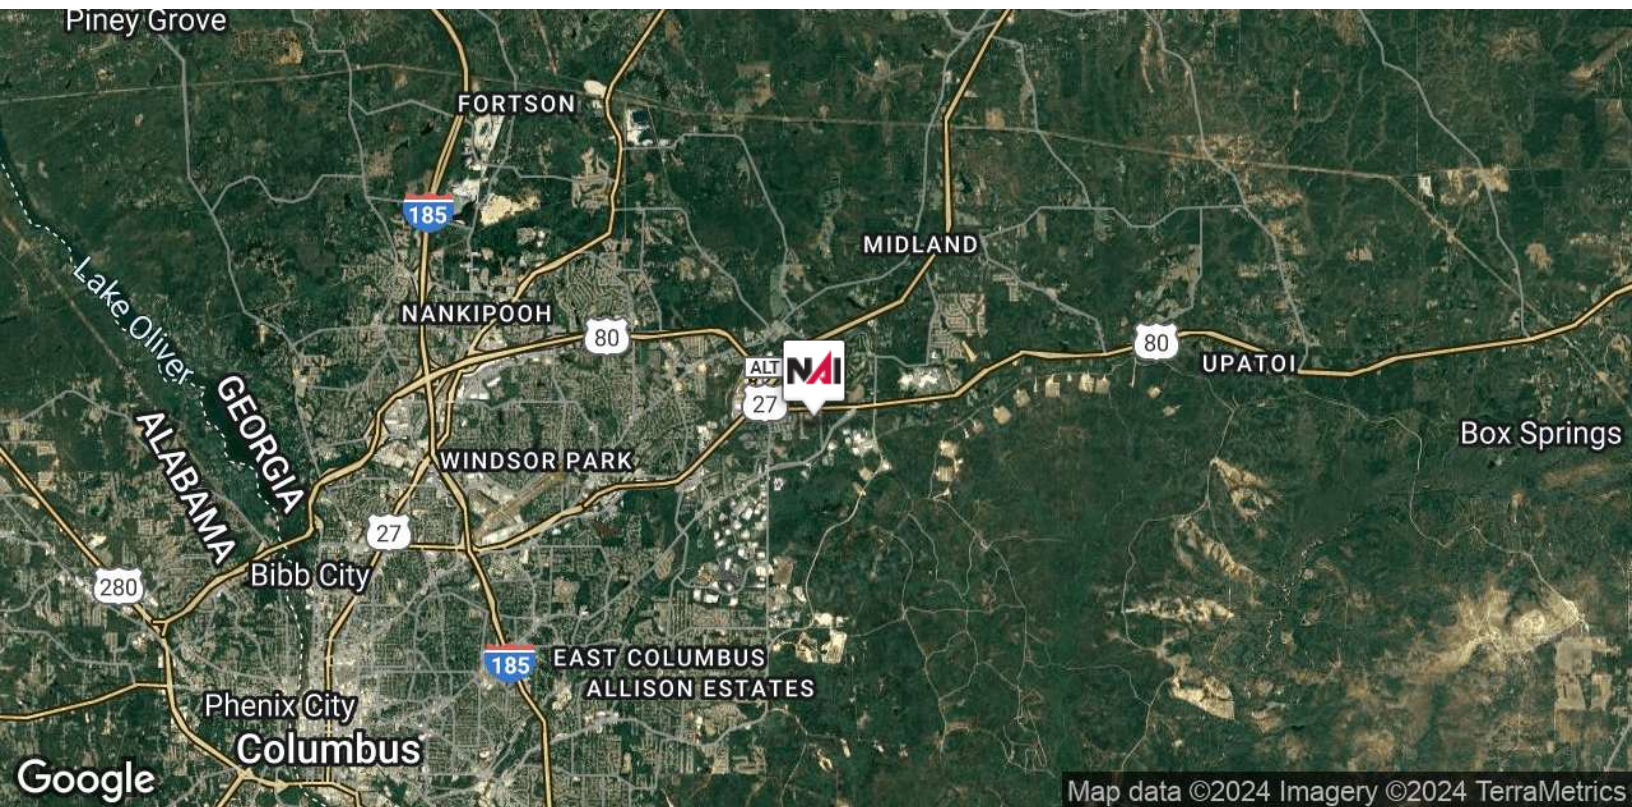 Piney Grove
FORTSON
185
MIDLAND
Lake Oliver
NANKIPOOH
80
80
ALT
NAI
UPATOI
27
GEORGIA
ALABAMA
Box Springs
WINDSOR PARK
27
Bibb City
280
185
EAST COLUMBUS
ALLISON ESTATES
Phenix City
Columbus
Google
Map data ©2024 Imagery ©2024 TerraMetrics